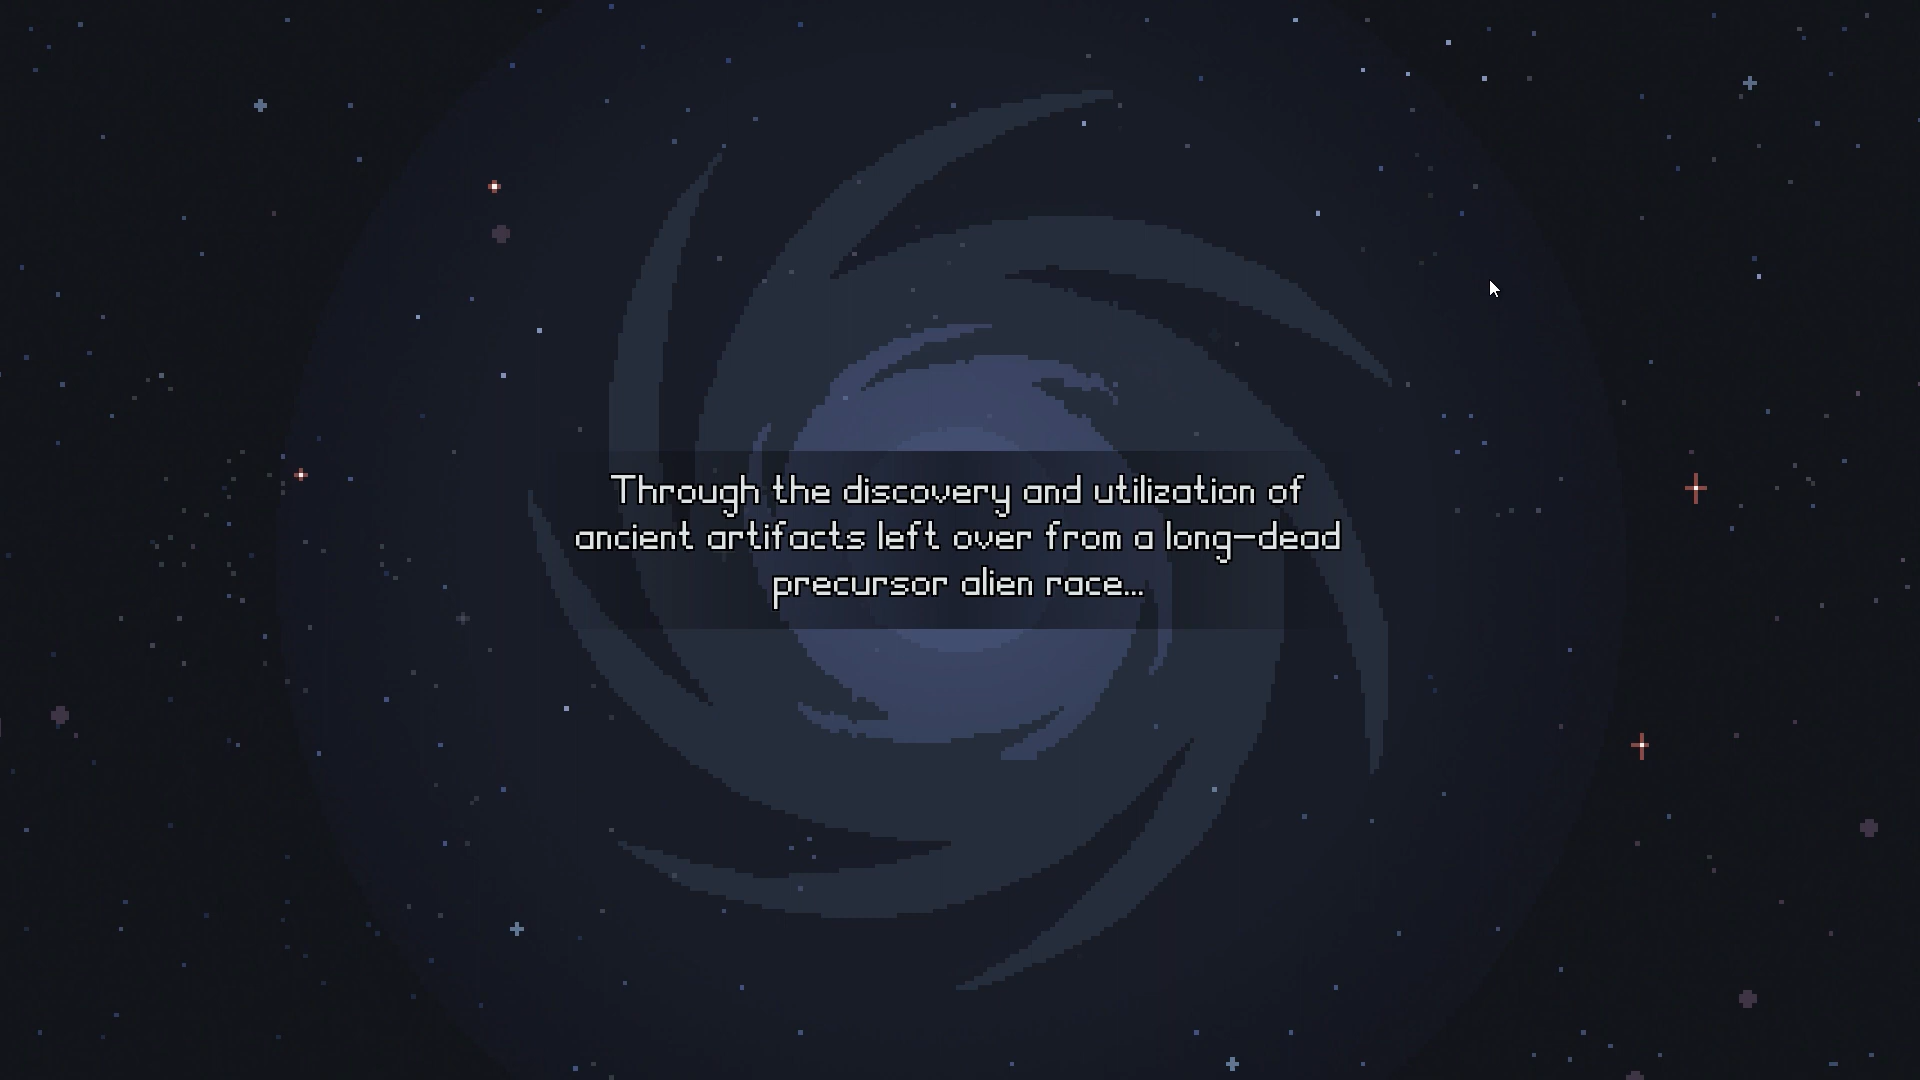 Through the discovery and utilization of
ancient artifacts left over from a long-dead
precursor alien race...